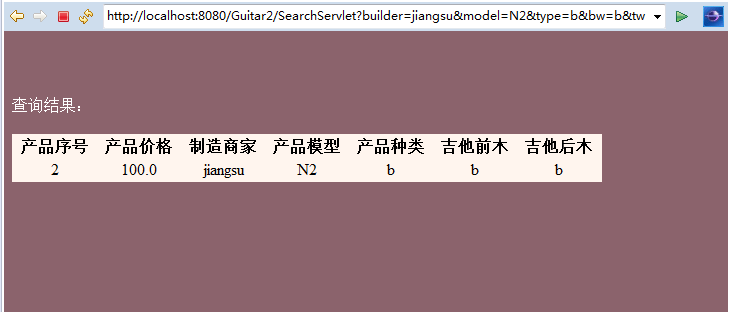 http://localhost:8080/Guitar2/SearchServlet?builder=jiangsu&model=N2&type=b&bw=b&tw
查询结果：
产品序号 产品价格 制造商家 产品模型 产品种类 吉他前木 吉他后木
2 100.0 jiangsu N2 b b b